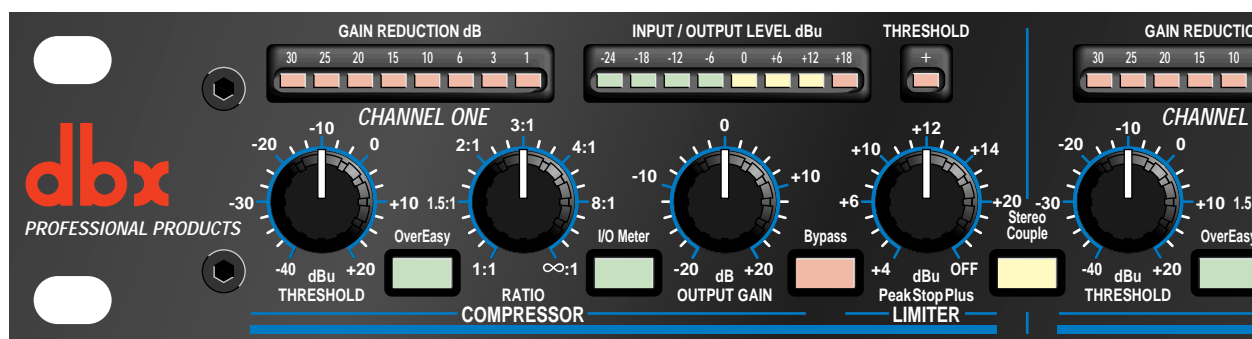 GAIN REDUCTION dB
30 25 20 15 10 6 3 1
INPUT / OUTPUT LEVEL dBu
-24 -18 -12 -6 0 +6 +12 +18
THRESHOLD
+
GAIN REDUCTIO
30 25 20 15 10
CHANNEL ONE
CHANNEL
dbx
PROFESSIONAL PRODUCTS
-40 -30 -20 -10 0 +10 +20
dBu
THRESHOLD
OverEasy
1:1 1.5:1 2:1 3:1 4:1 8:1 ∞:1
RATIO
I/O Meter
-20 -10 0 +10 +20
dB
OUTPUT GAIN
Bypass
+4 +6 +10 +12 +14 +20 OFF
dBu
PeakStopPlus
Stereo
Couple
COMPRESSOR
LIMITER
-40 -30 -20 -10 0 +10 +20
dBu
THRESHOLD
OverEasy
1.5